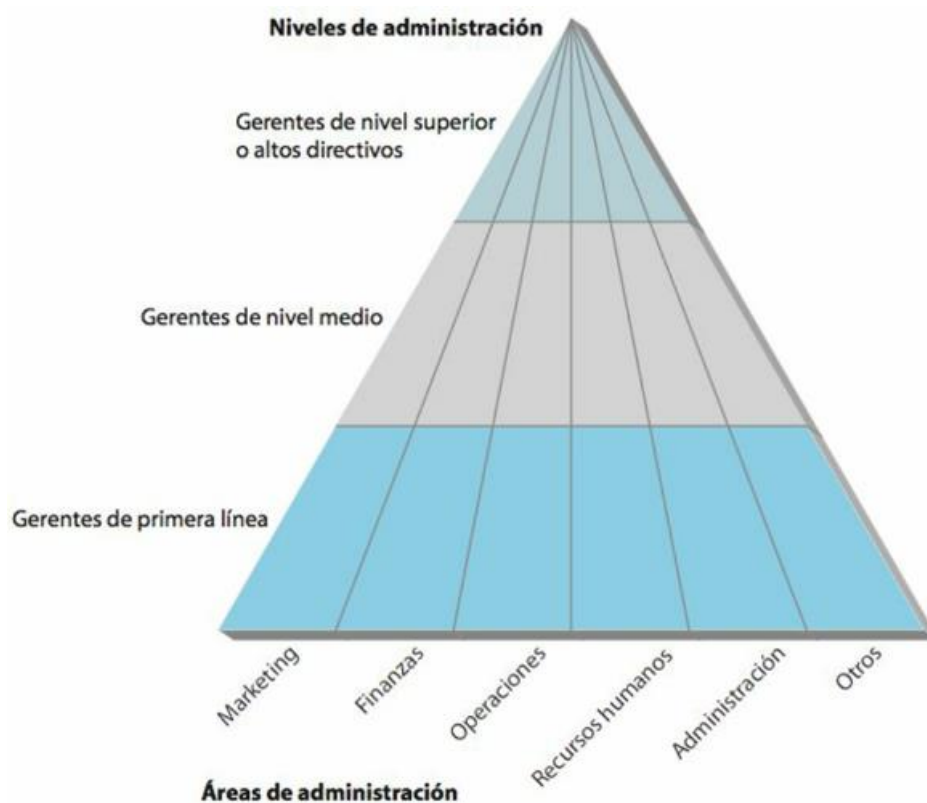 Niveles de administración
Gerentes de nivel superior
o altos directivos
Gerentes de nivel medio
Gerentes de primera línea
Marketing
Finanzas
Operaciones
Recursos humanos
Administración
Otros
Áreas de administración